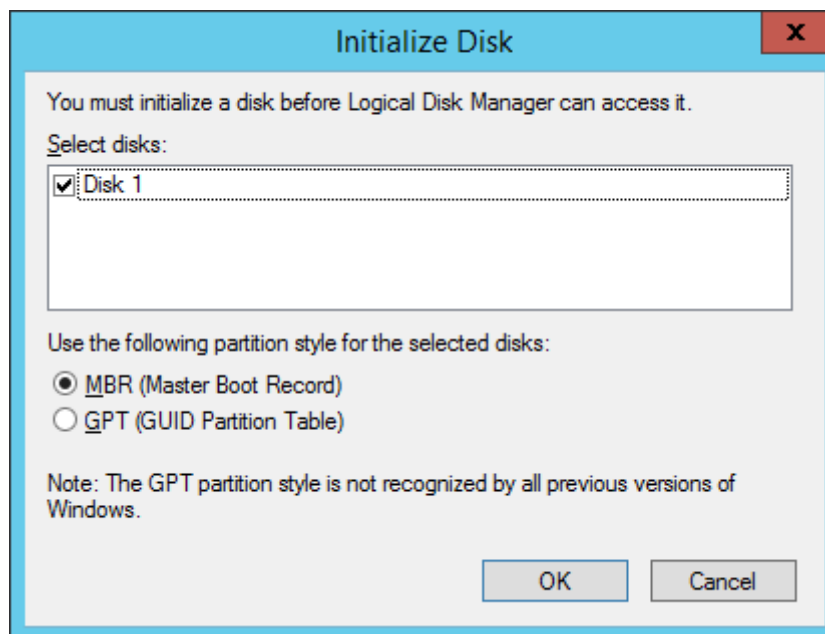 Initialize Disk
x
You must initialize a disk before Logical Disk Manager can access it.
Select disks:
Disk 1
Use the following partition style for the selected disks:
MBR (Master Boot Record)
GPT (GUID Partition Table)
Note: The GPT partition style is not recognized by all previous versions of
Windows.
OK
Cancel